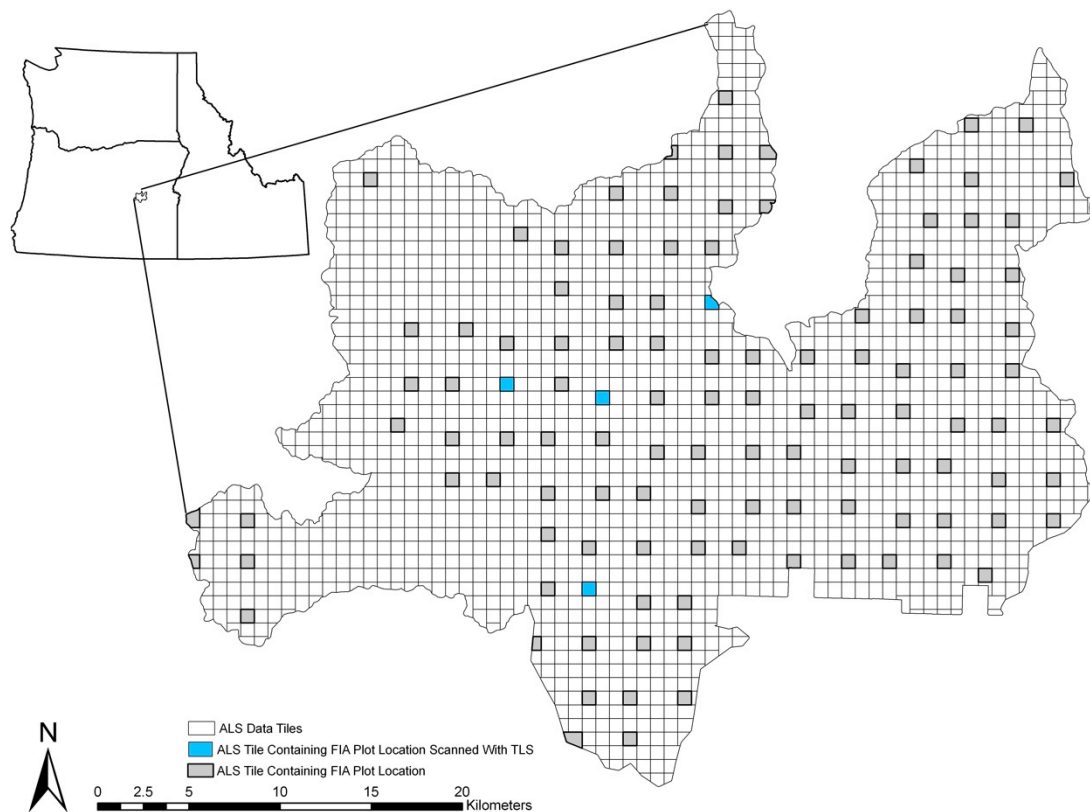 N
ALS Data Tiles
ALS Tile Containing FIA Plot Location Scanned With TLS
ALS Tile Containing FIA Plot Location
0 2.5 5 10 15 20
Kilometers